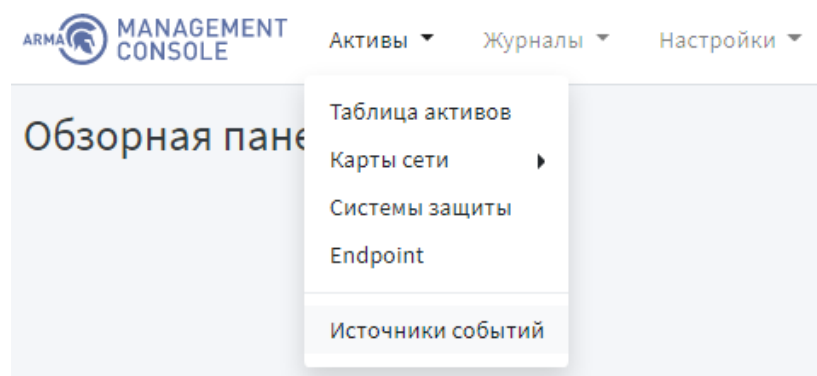 ARMA MANAGEMENT CONSOLE
Активы Журналы Настройки
Обзорная пане
Таблица активов
Карты сети
Системы защиты
Endpoint
Источники событий